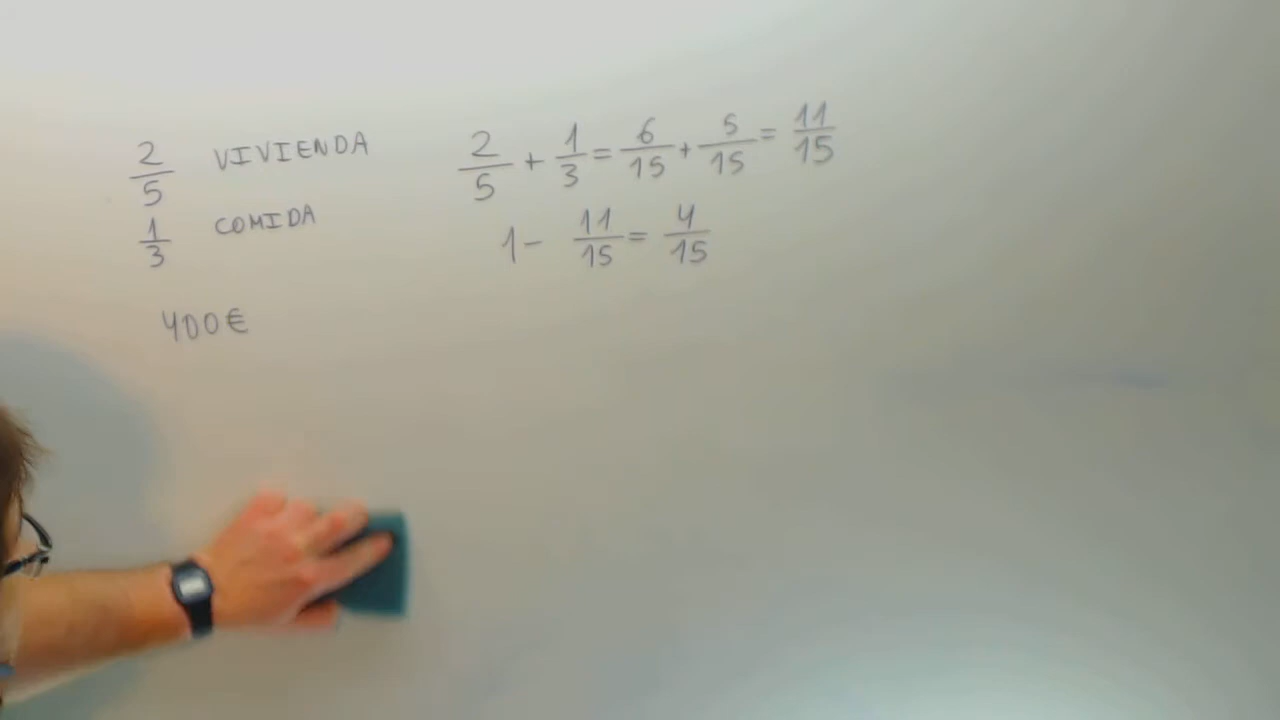 2/5 VIVIENDA
1/3 COMIDA
400€
2/5 + 1/3 = 6/15 + 5/15 = 11/15
1 - 11/15 = 4/15